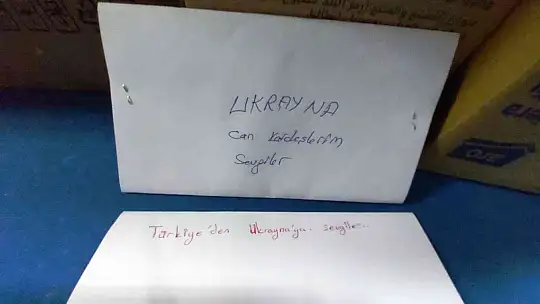 UKRAYNA
Can Kardeşlerim
Sevgiler
Türkiye'den Ukrayna'ya sevgiler..